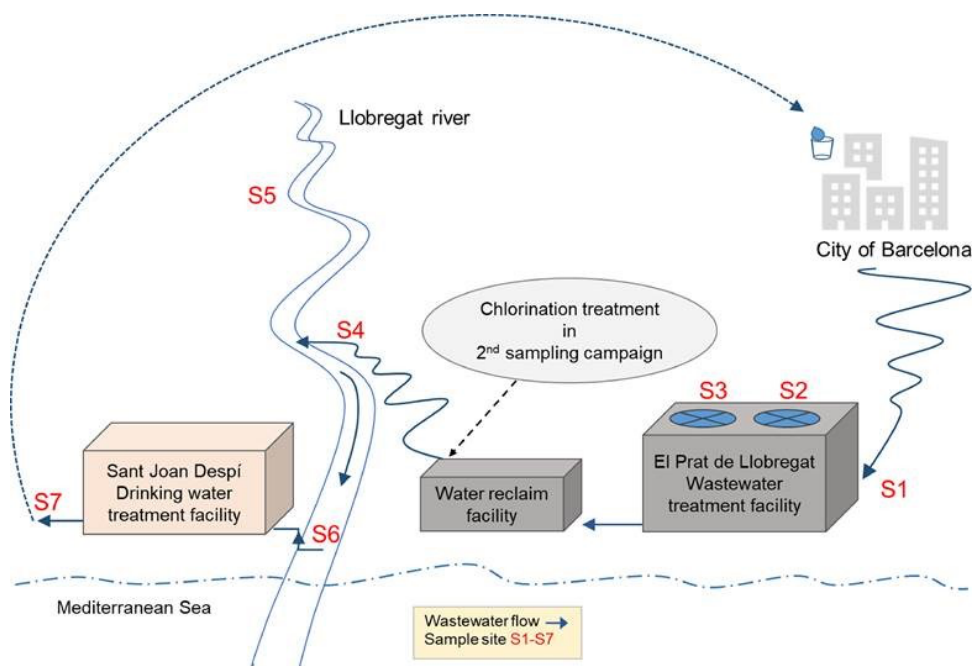 Llobregat river
S5
City of Barcelona
S4
Chlorination treatment
in
2nd sampling campaign
S3
S2
El Prat de Llobregat
Wastewater
treatment facility
S1
Sant Joan Despí
Drinking water
treatment facility
S7
Water reclaim
facility
S6
Mediterranean Sea
Wastewater flow
Sample site S1-S7